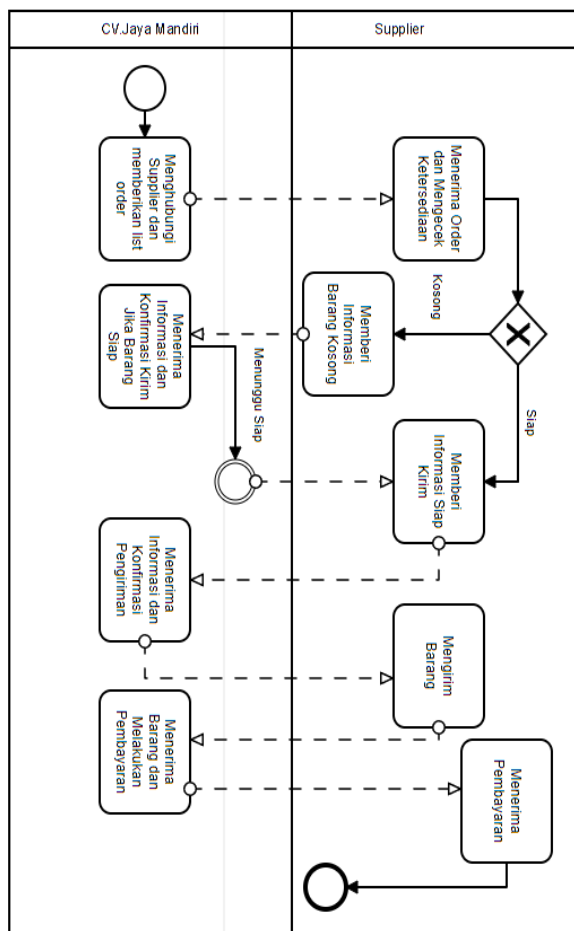 CV.Jaya Mandiri
Supplier
Menghubungi
Supplier dan
memberikan list
order
Menerima Order
dan Mengecek
Ketersediaan
Kosong
Siap
Memberi
Informasi
Barang Kosong
Menerima
Informasi dan
Konfirmasi Kirim
Jika Barang
Siap
Menunggu Siap
Memberi
Informasi Siap
Kirim
Menerima
Informasi dan
Konfirmasi
Pengiriman
Mengirim
Barang
Menerima
Barang dan
Melakukan
Pembayaran
Menerima
Pembayaran